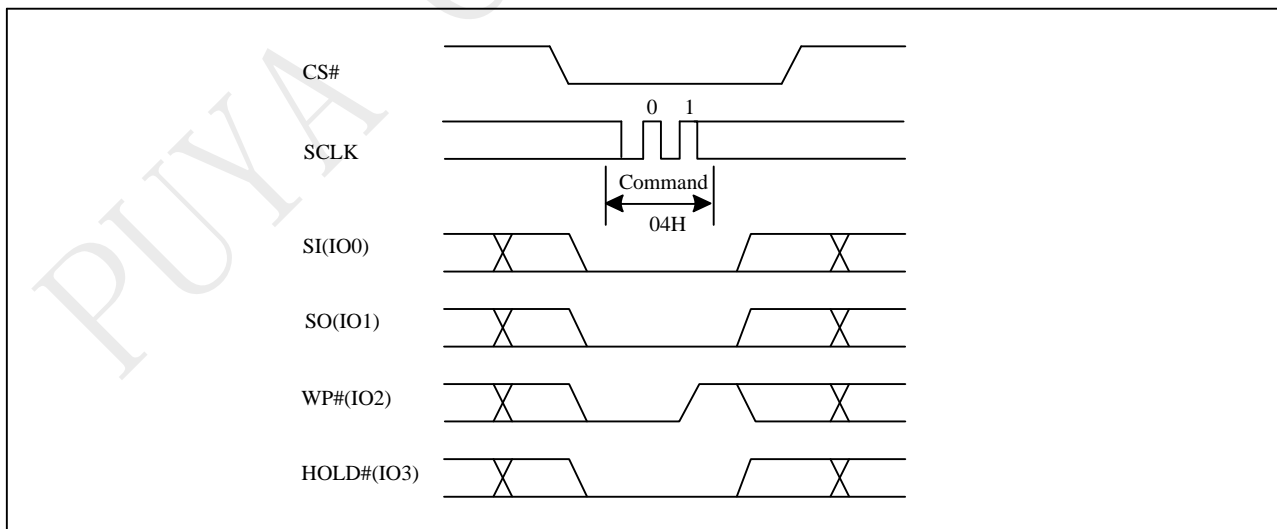 PUYA
CS#
0 1
SCLK
Command
04H
SI(IO0)
SO(IO1)
WP#(IO2)
HOLD#(IO3)